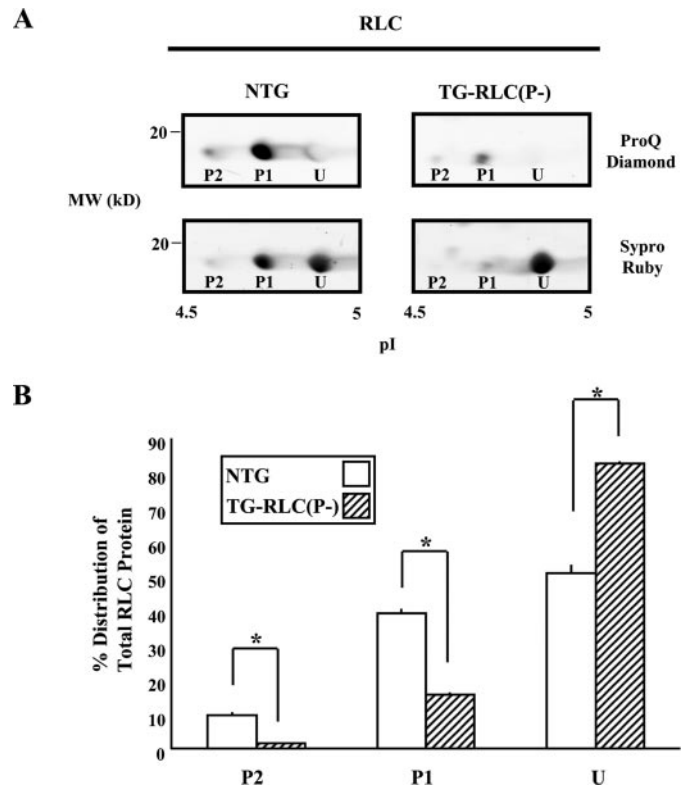 A
RLC
NTG TG-RLC(P-)
20
P2 P1 U P2 P1 U
ProQ
Diamond
MW (kD)
20
P2 P1 U P2 P1 U
Sypro
Ruby
4.5 5 4.5 5
pI
B
% Distribution of
Total RLC Protein
90
80
70
60
50
40
30
20
10
0
NTG
TG-RLC(P-)
*
*
*
P2 P1 U